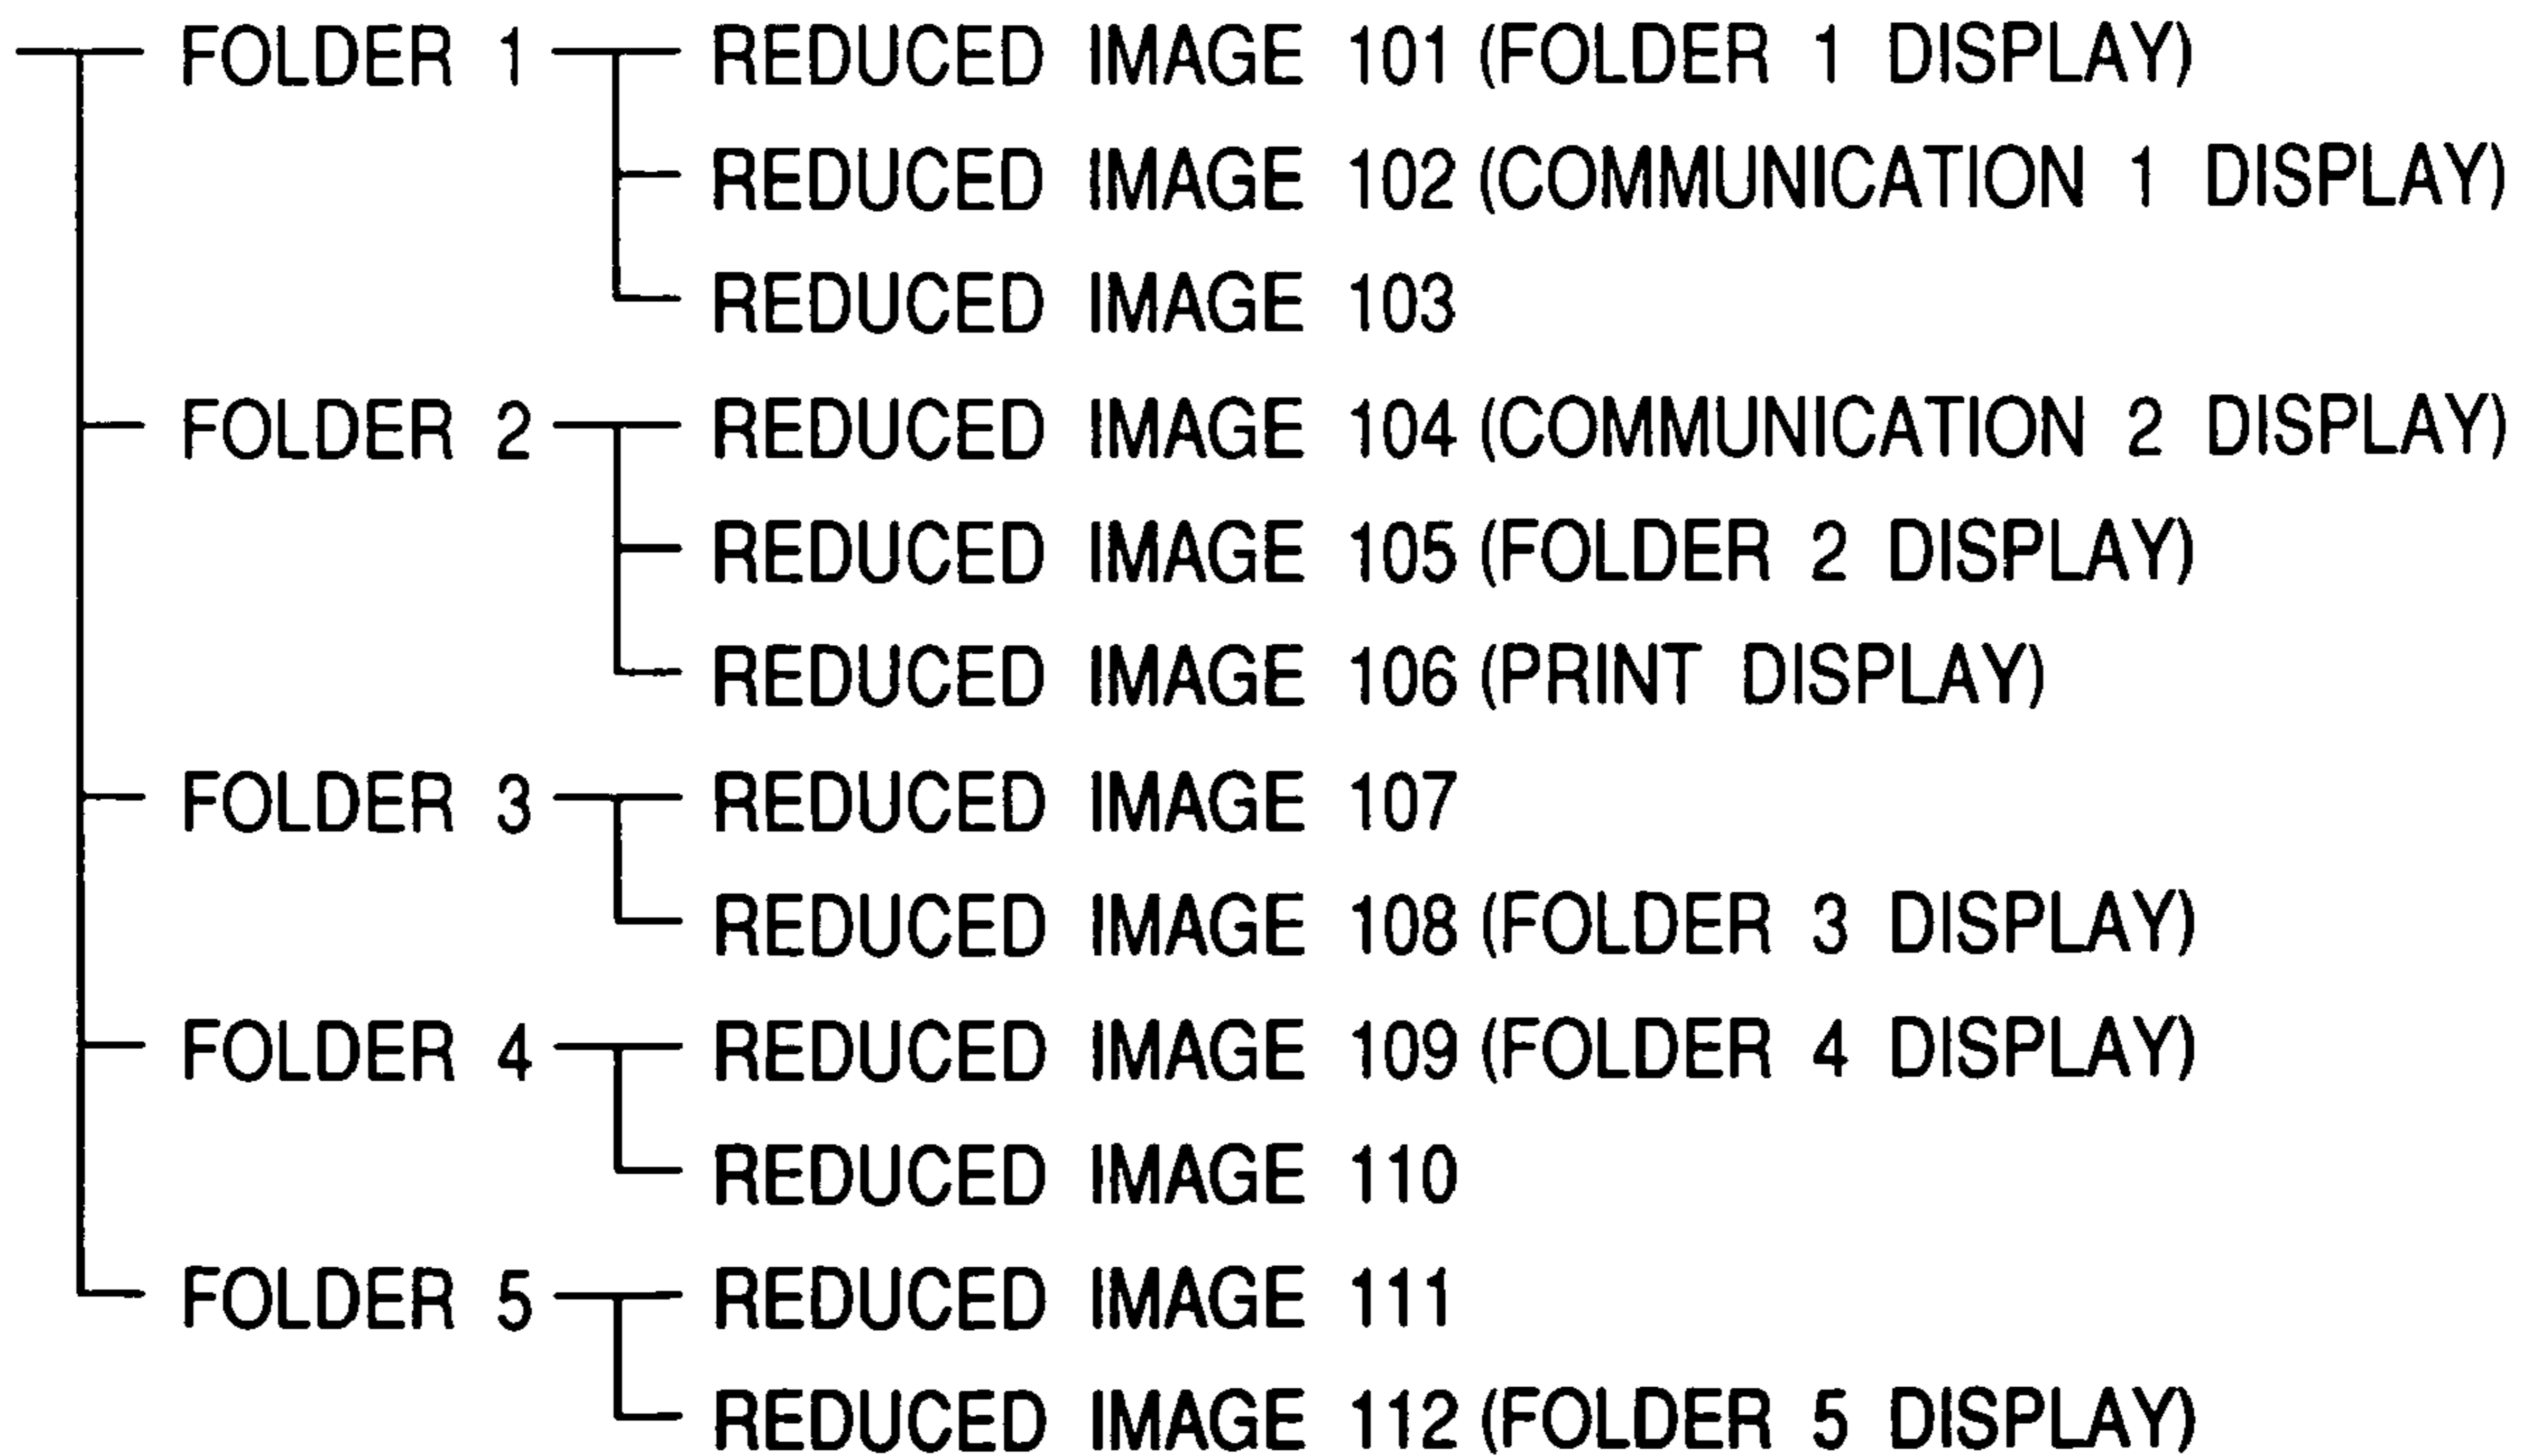 FOLDER 1 REDUCED IMAGE 101 (FOLDER 1 DISPLAY)
REDUCED IMAGE 102 (COMMUNICATION 1 DISPLAY)
REDUCED IMAGE 103
FOLDER 2 REDUCED IMAGE 104 (COMMUNICATION 2 DISPLAY)
REDUCED IMAGE 105 (FOLDER 2 DISPLAY)
REDUCED IMAGE 106 (PRINT DISPLAY)
FOLDER 3 REDUCED IMAGE 107
REDUCED IMAGE 108 (FOLDER 3 DISPLAY)
FOLDER 4 REDUCED IMAGE 109 (FOLDER 4 DISPLAY)
REDUCED IMAGE 110
FOLDER 5 REDUCED IMAGE 111
REDUCED IMAGE 112 (FOLDER 5 DISPLAY)